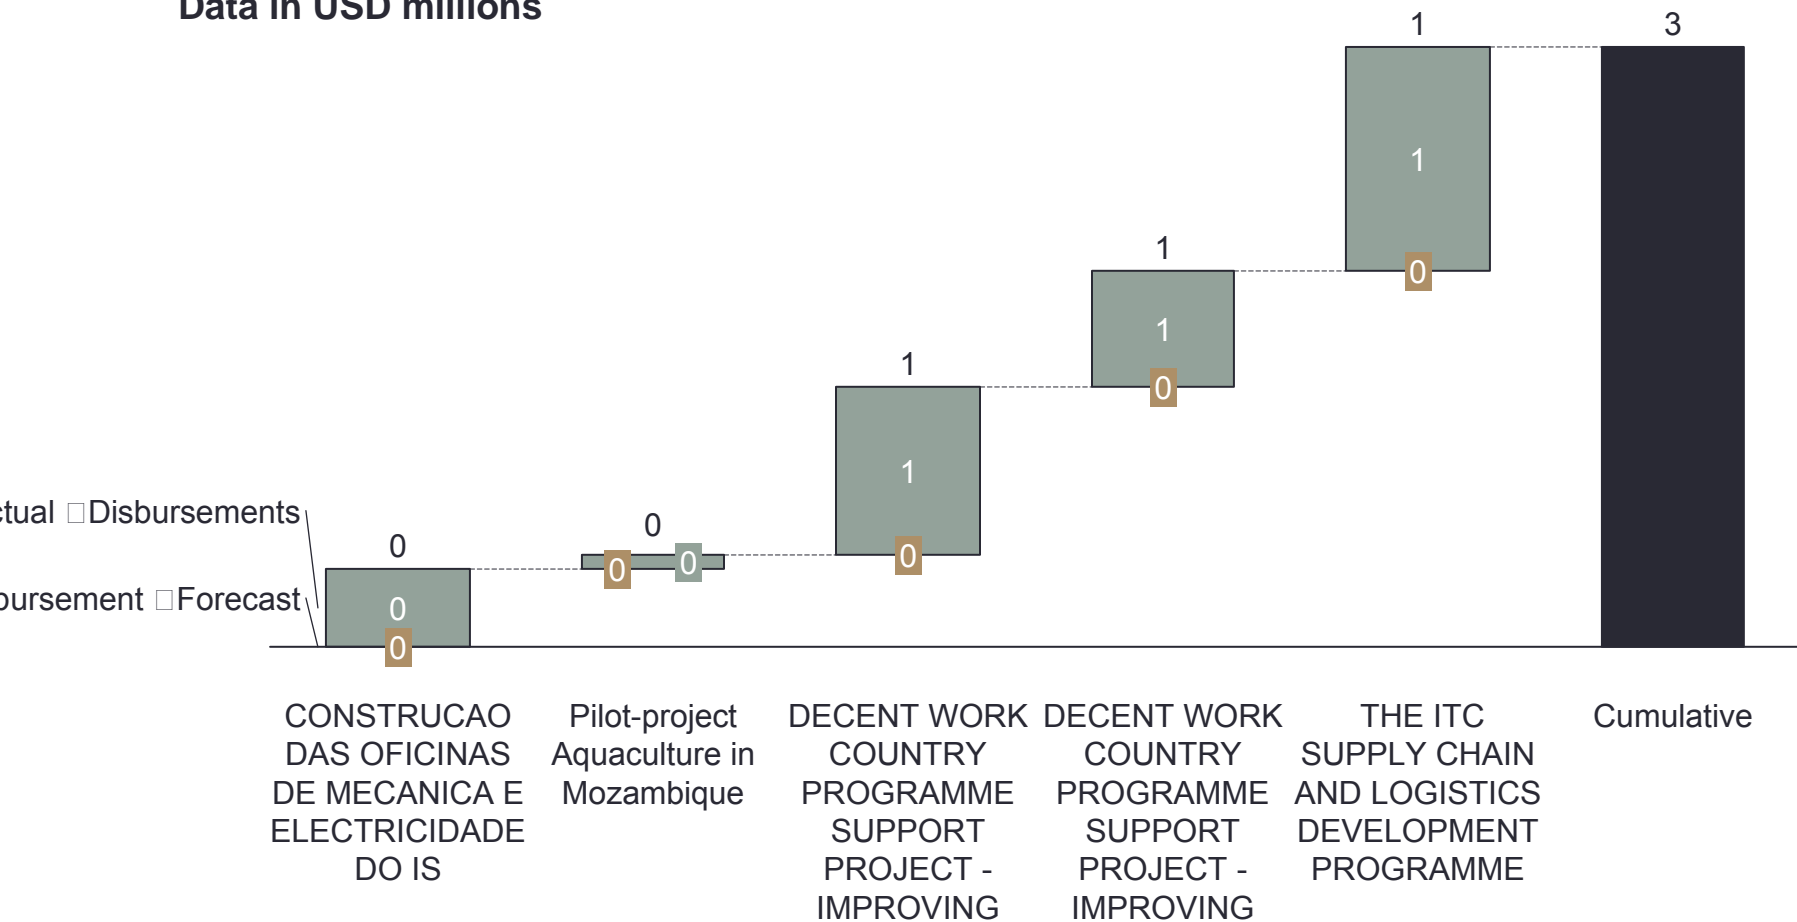 Data in USD millions
1
3
1
1
0
1
1
0
1
0
ctual Disbursements
0
0
0
0
0
bursement Forecast
0
0
CONSTRUCAO
DAS OFICINAS
DE MECANICA E
ELECTRICIDADE
DO IS
Pilot-project
Aquaculture in
Mozambique
DECENT WORK
COUNTRY
PROGRAMME
SUPPORT
PROJECT -
IMPROVING
DECENT WORK
COUNTRY
PROGRAMME
SUPPORT
PROJECT -
IMPROVING
THE ITC
SUPPLY CHAIN
AND LOGISTICS
DEVELOPMENT
PROGRAMME
Cumulative